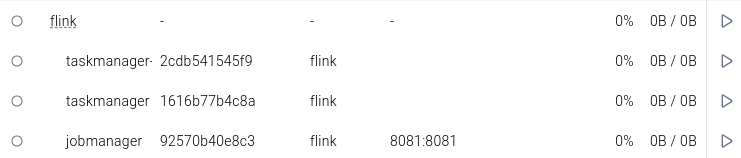 flink - - - 0% 0B / 0B
taskmanager- 2cdb541545f9 flink 0% 0B / 0B
taskmanager 1616b77b4c8a flink 0% 0B / 0B
jobmanager 92570b40e8c3 flink 8081:8081 0% 0B / 0B